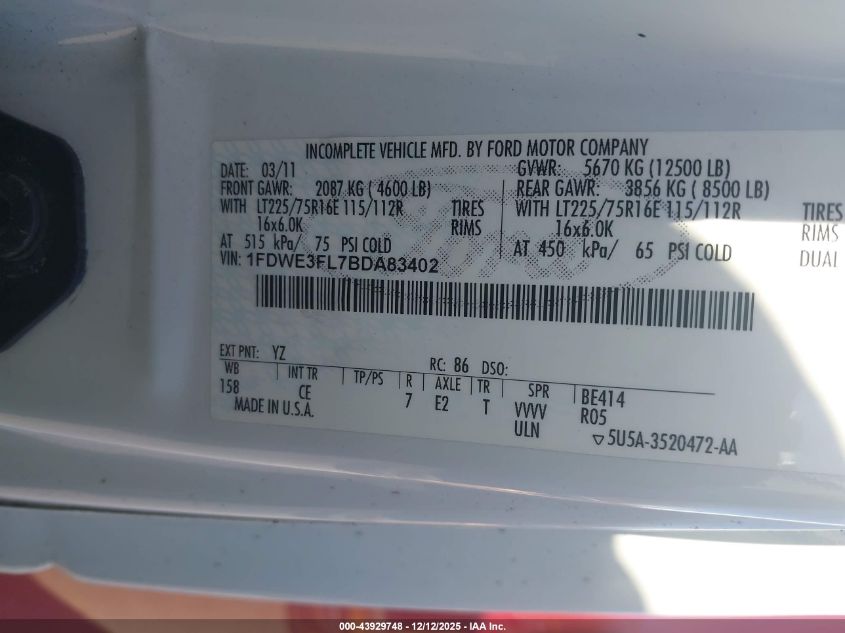 INCOMPLETE VEHICLE MFD. BY FORD MOTOR COMPANY
DATE: 03/11 GVWR: 5670 KG (12500 LB)
FRONT GAWR: 2087 KG ( 4600 LB) REAR GAWR: 3856 KG ( 8500 LB)
WITH LT225/75R16E 115/112R TIRES WITH LT225/75R16E 115/112R TIRES
16x6.0K RIMS 16x6.0K RIMS
AT 515 kPa/ 75 PSI COLD AT 450 kPa/ 65 PSI COLD DUAL
VIN: 1FDWE3FL7BDA83402
EXT PNT: YZ RC: 86 DSO:
WB INT TR TP/PS R AXLE TR SPR BE414
158 CE 7 E2 T VVVV R05
MADE IN U.S.A. ULN ▽5U5A-3520472-AA
000-43929748 - 12/12/2025 - IAA Inc.